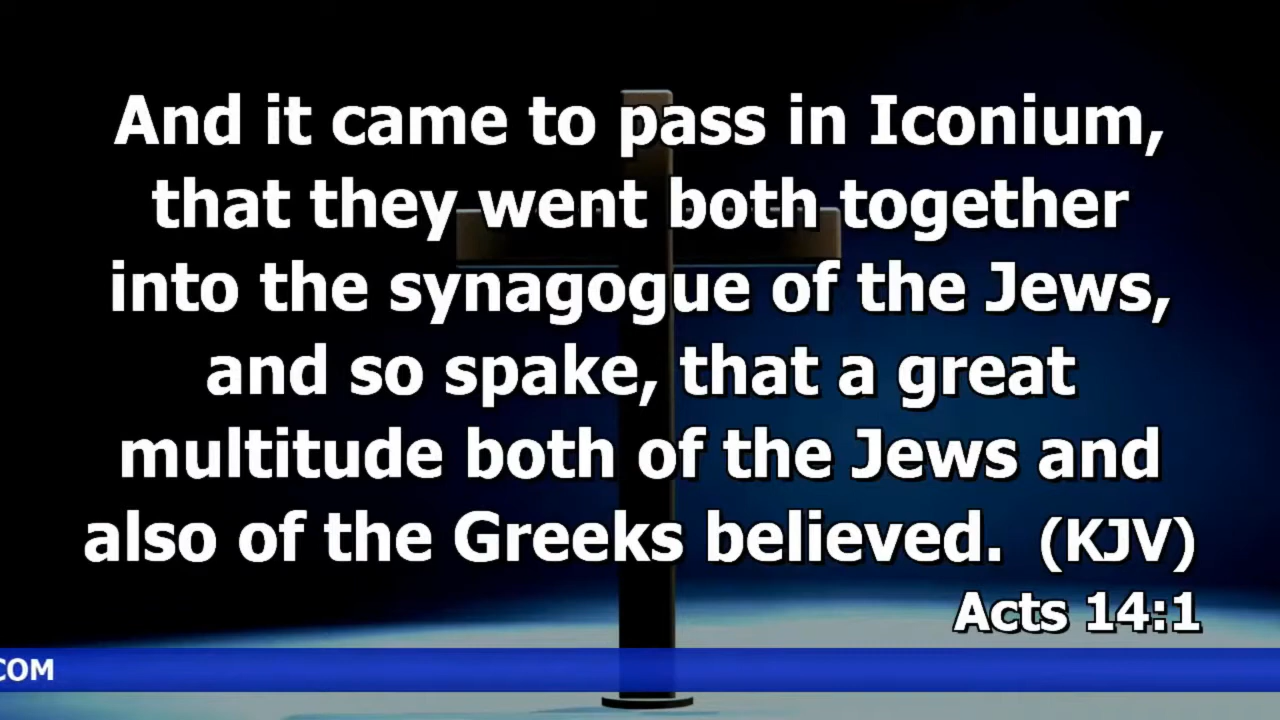 And it came to pass in Iconium,
that they went both together
into the synagogue of the Jews,
and so spake, that a great
multitude both of the Jews and
also of the Greeks believed. (KJV)
Acts 14:1
COM